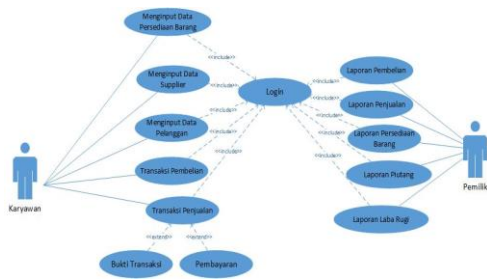 Menginput Data
Persediaan Barang
<<include>>
Menginput Data
Supplier
<<include>>
Login
<<include>>
Laporan Pembelian
<<include>>
Laporan Penjualan
Menginput Data
Pelanggan
<<include>>
<<include>>
Laporan Persediaan
Barang
<<include>>
<<include>>
Transaksi Pembelian
<<include>>
Laporan Piutang
<<include>>
Karyawan
Pemilik
Transaksi Penjualan
Laporan Laba Rugi
<<extend>>
<<extend>>
Bukti Transaksi
Pembayaran